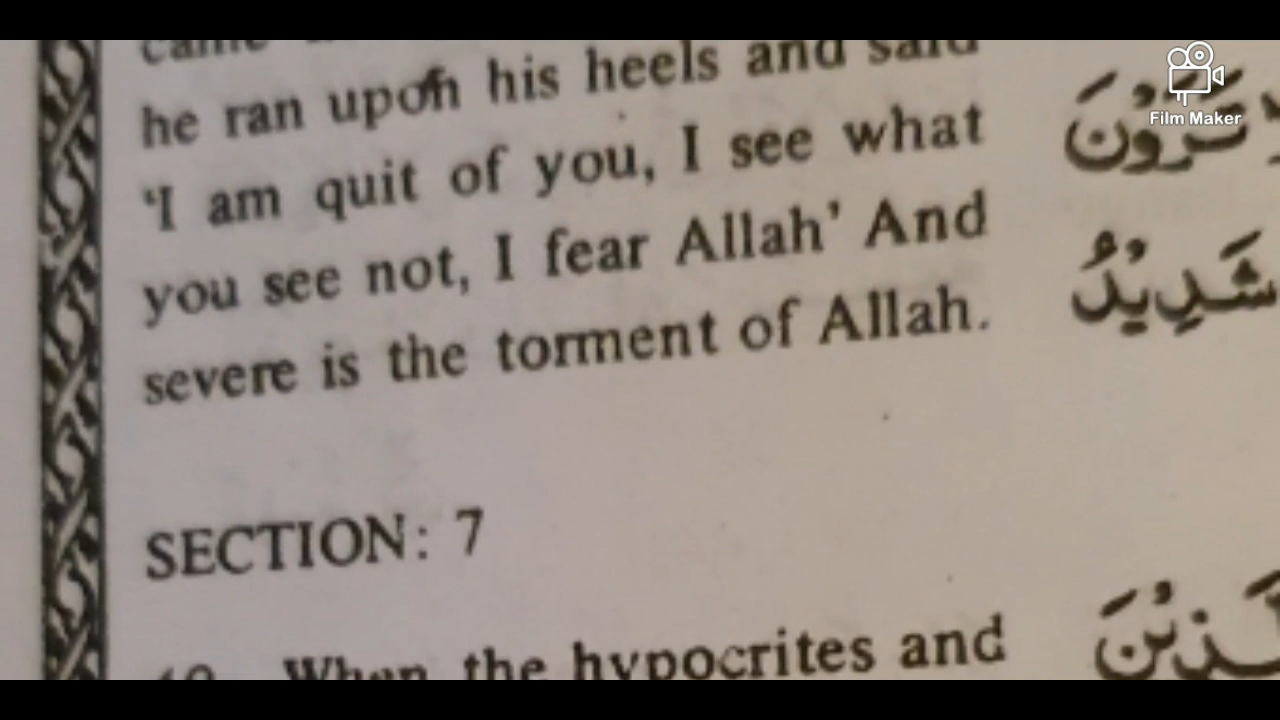 came
he ran upon his heels and said
'I am quit of you, I see what
you see not, I fear Allah' And
severe is the torment of Allah.
SECTION: 7
When the hypocrites and
تَرَوْنَ
شَدِيْدُ
Film Maker